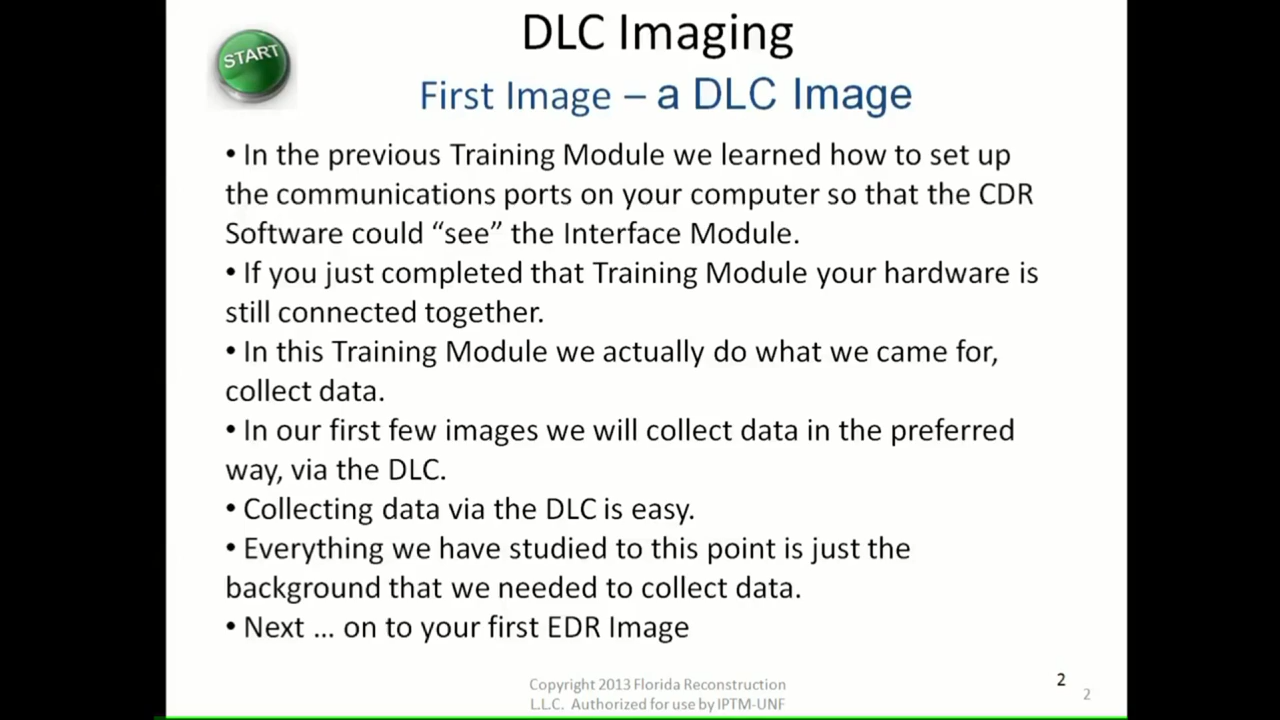 START
DLC Imaging
First Image – a DLC Image
• In the previous Training Module we learned how to set up
the communications ports on your computer so that the CDR
Software could “see” the Interface Module.
• If you just completed that Training Module your hardware is
still connected together.
• In this Training Module we actually do what we came for,
collect data.
• In our first few images we will collect data in the preferred
way, via the DLC.
• Collecting data via the DLC is easy.
• Everything we have studied to this point is just the
background that we needed to collect data.
• Next ... on to your first EDR Image
Copyright 2013 Florida Reconstruction
L.L.C. Authorized for use by IPTM-UNF
2
2